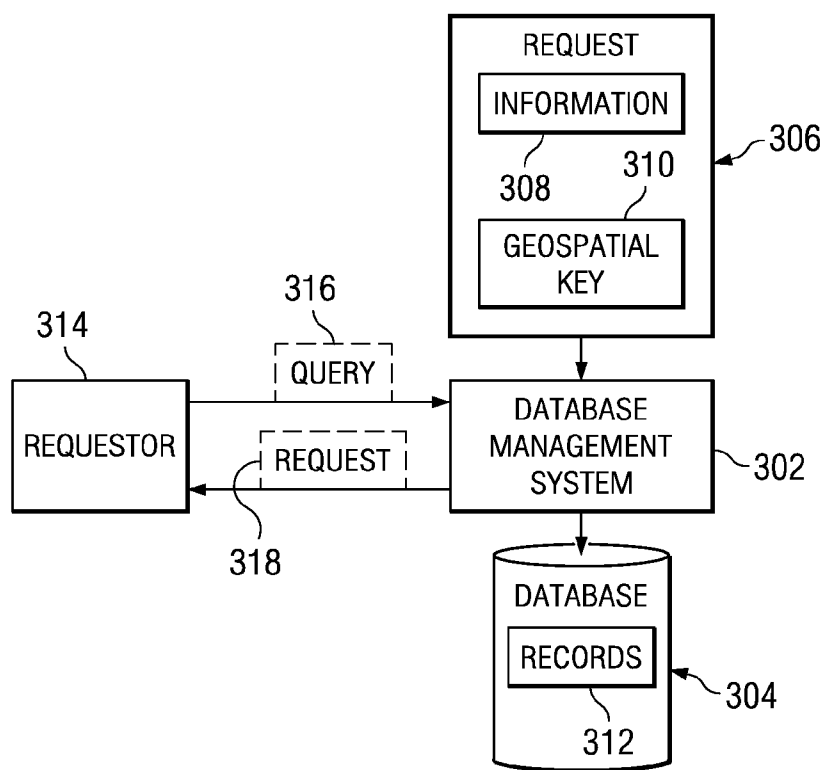 REQUEST
INFORMATION
308
310
306
GEOSPATIAL
KEY
314
316
QUERY
REQUESTOR
REQUEST
318
DATABASE
MANAGEMENT
SYSTEM
302
DATABASE
RECORDS
312
304